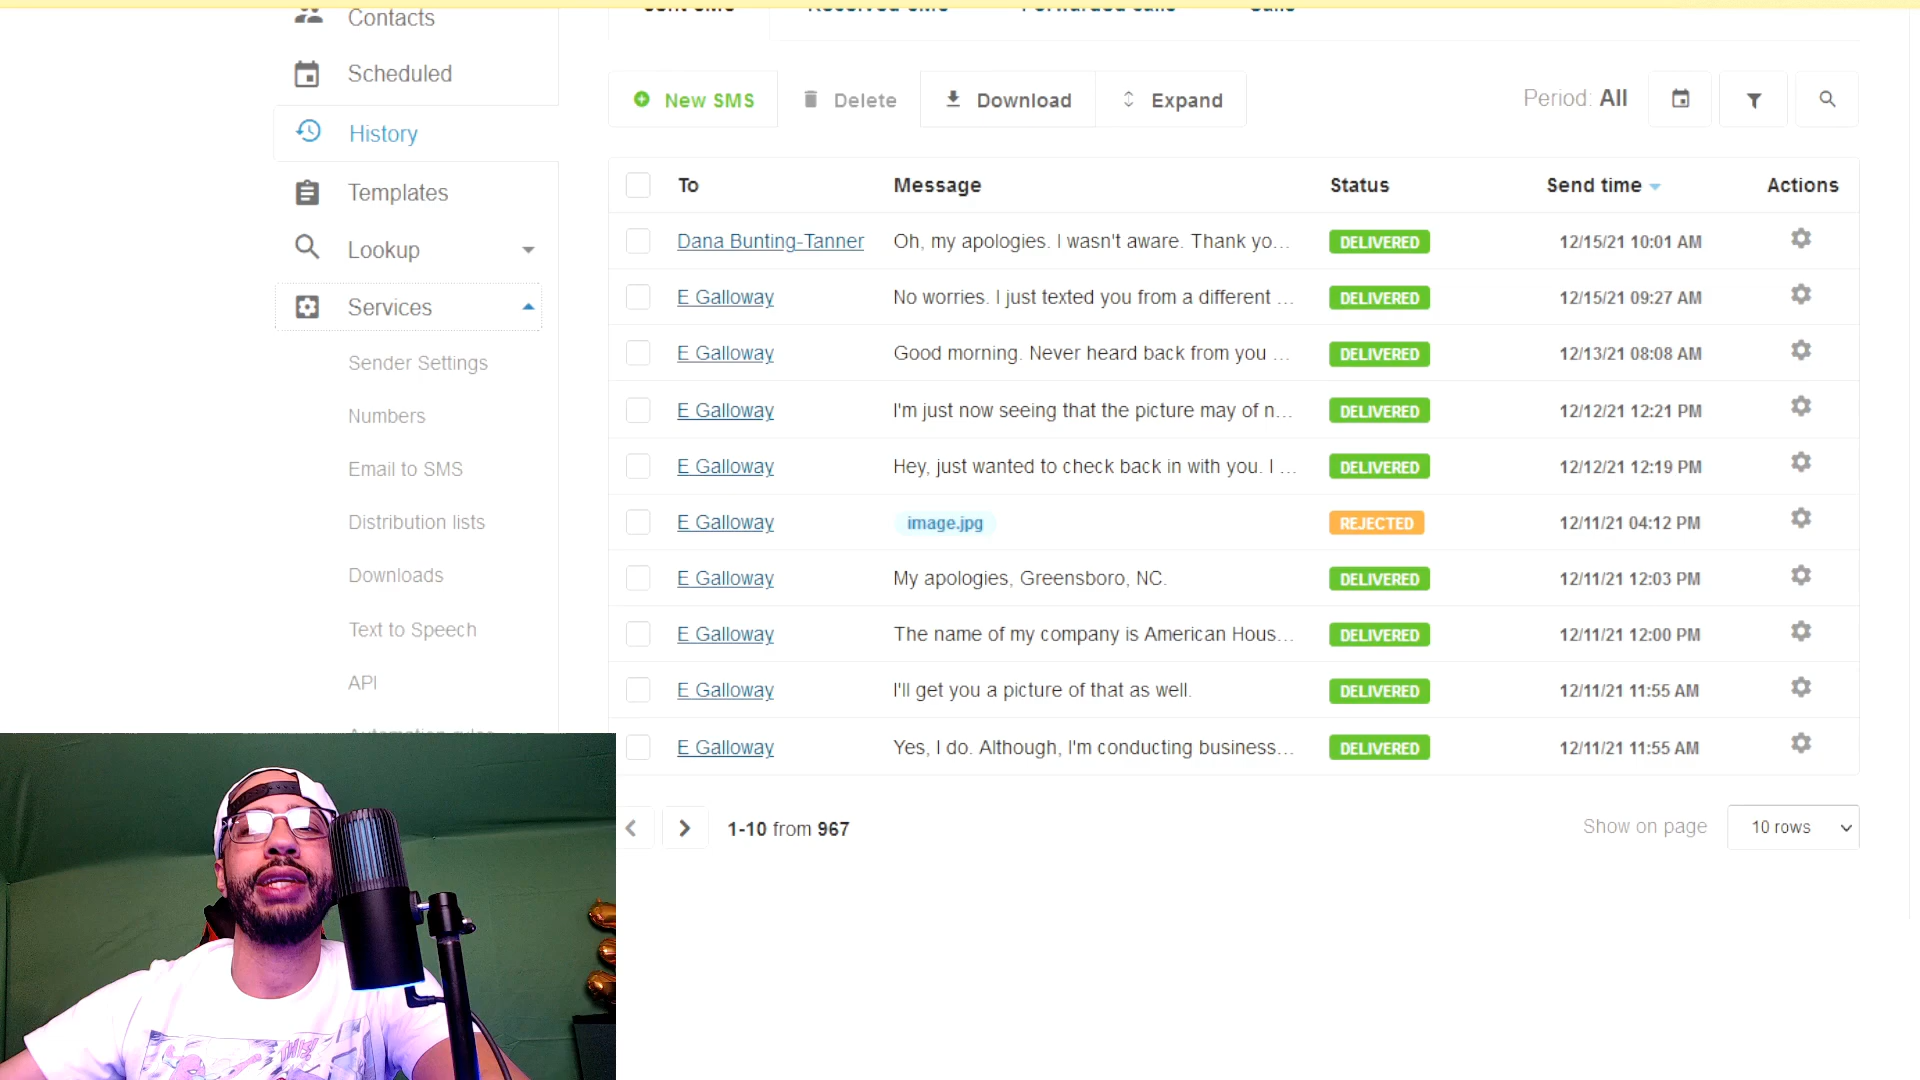 Contacts
Scheduled
History
Templates
Lookup
Services
Sender Settings
Numbers
Email to SMS
Distribution lists
Downloads
Text to Speech
API
Sent SMS Received SMS Forwarded calls Calls
New SMS Delete Download Expand Period: All
To Message Status Send time Actions
Dana Bunting-Tanner Oh, my apologies. I wasn't aware. Thank yo... DELIVERED 12/15/21 10:01 AM
E Galloway No worries. I just texted you from a different ... DELIVERED 12/15/21 09:27 AM
E Galloway Good morning. Never heard back from you ... DELIVERED 12/13/21 08:08 AM
E Galloway I'm just now seeing that the picture may of n... DELIVERED 12/12/21 12:21 PM
E Galloway Hey, just wanted to check back in with you. I ... DELIVERED 12/12/21 12:19 PM
E Galloway image.jpg REJECTED 12/11/21 04:12 PM
E Galloway My apologies, Greensboro, NC. DELIVERED 12/11/21 12:03 PM
E Galloway The name of my company is American Hous... DELIVERED 12/11/21 12:00 PM
E Galloway I'll get you a picture of that as well. DELIVERED 12/11/21 11:55 AM
E Galloway Yes, I do. Although, I'm conducting business... DELIVERED 12/11/21 11:55 AM
1-10 from 967 Show on page 10 rows